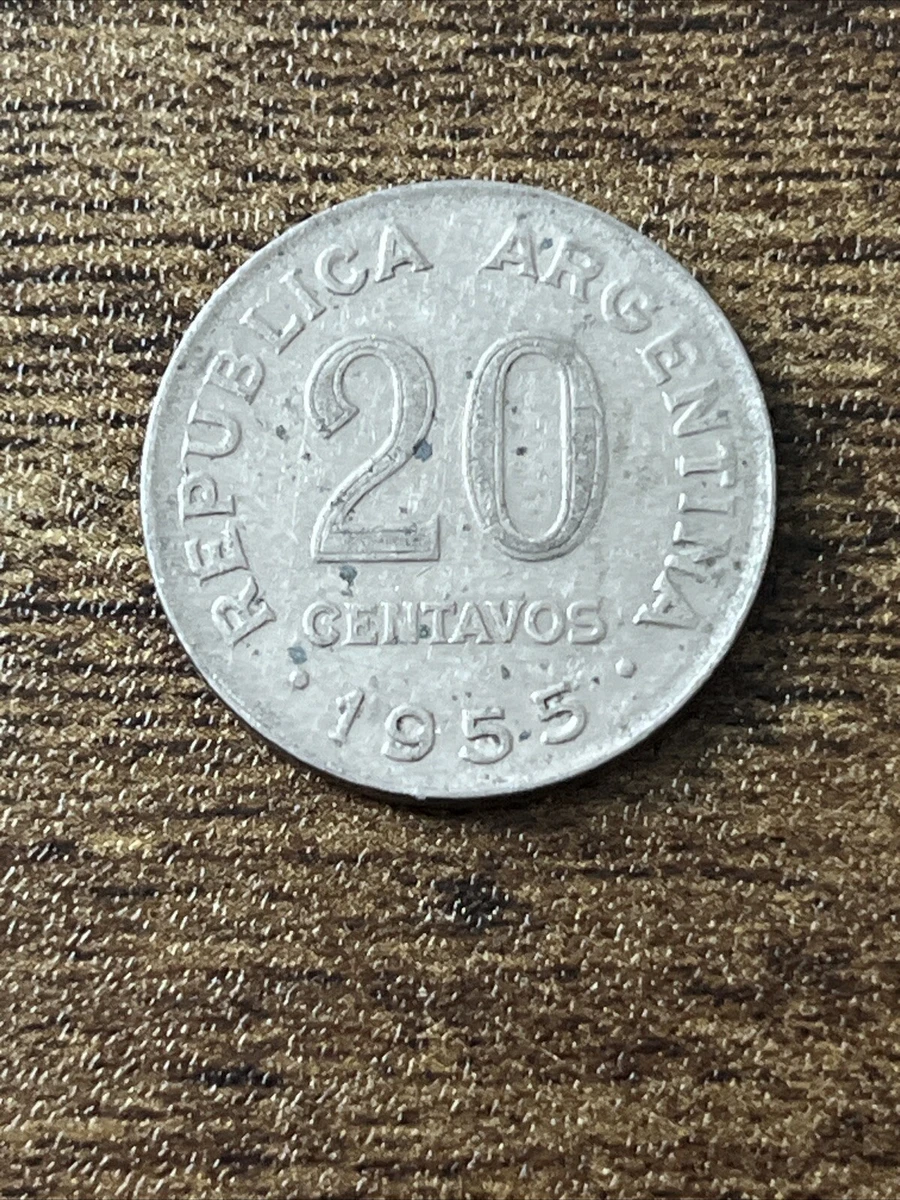 REPUBLICA ARGENTINA
20
CENTAVOS
· 1955 ·